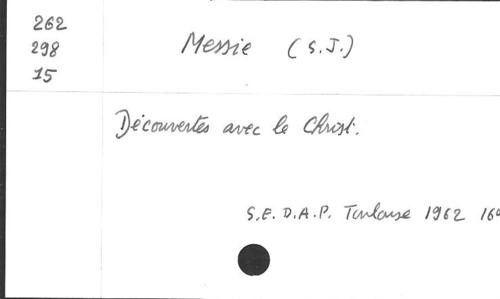 262
298
15
Messie (S.J.)
Découvertes avec le Christ.
S.E.D.A.P. Toulouse 1962